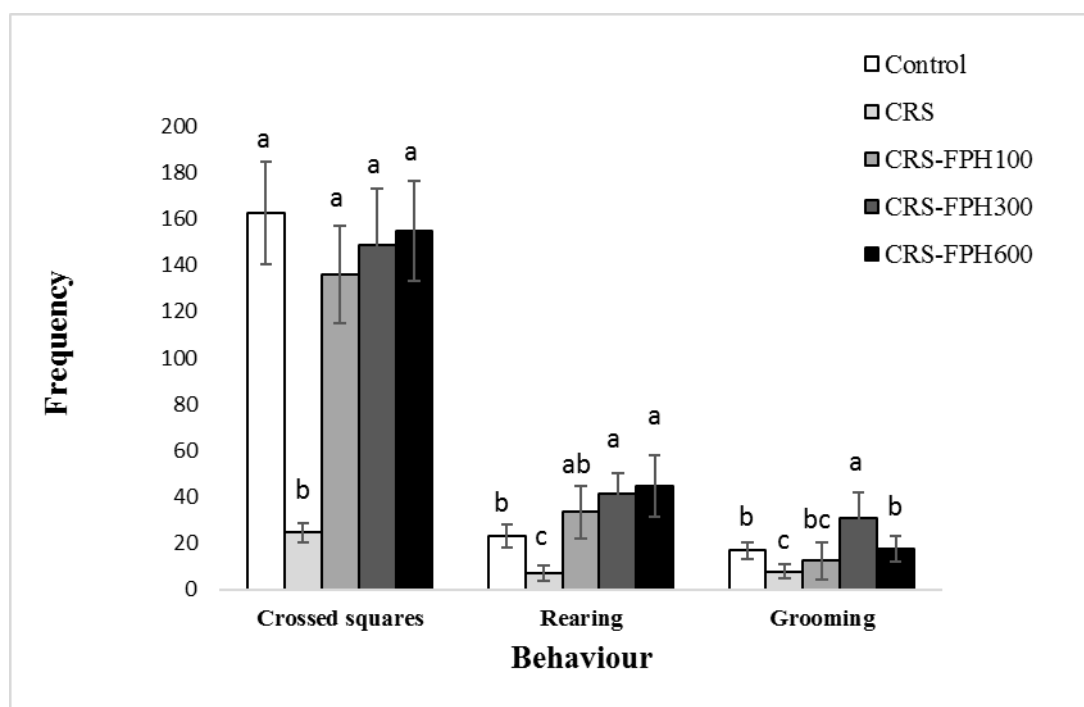 Control
CRS
CRS-FPH100
CRS-FPH300
CRS-FPH600
200
180
160
140
120
100
80
60
40
20
0
Frequency
a
b
a
a
a
b
c
ab
a
a
b
c
bc
a
b
Crossed squares
Rearing
Grooming
Behaviour